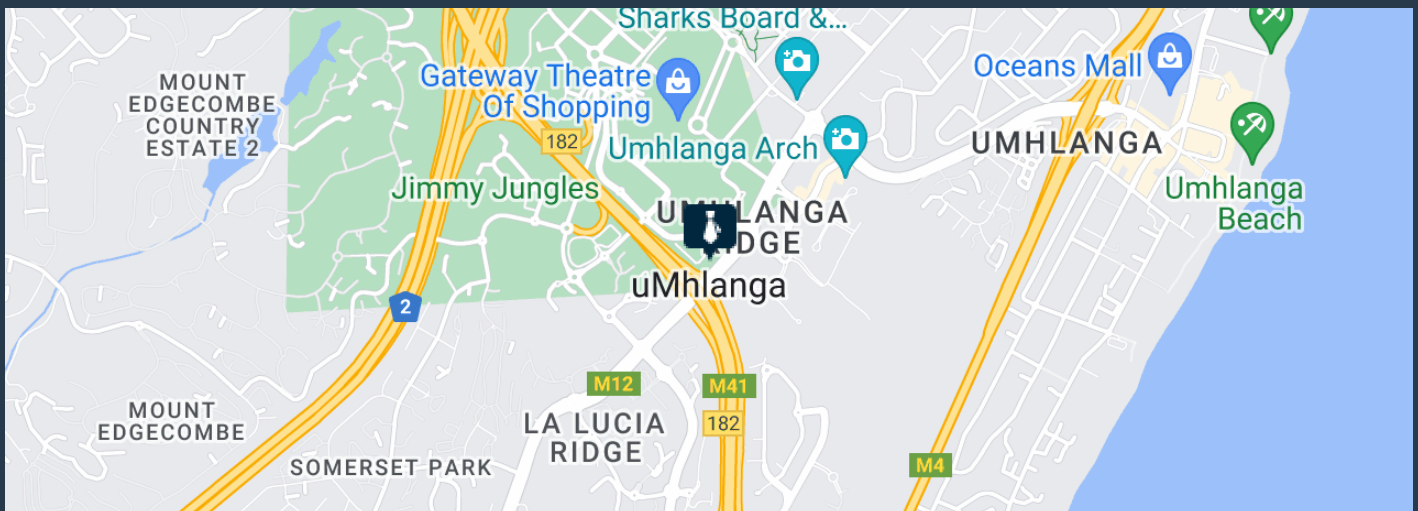 Sharks Board &...
Gateway Theatre
Of Shopping
Oceans Mall
MOUNT
EDGECOMBE
COUNTRY
ESTATE 2
182
Umhlanga Arch
UMHLANGA
Jimmy Jungles
Umhlanga
Beach
UMHLANGA
RIDGE
uMhlanga
2
M12
M41
182
MOUNT
EDGECOMBE
LA LUCIA
RIDGE
SOMERSET PARK
M4